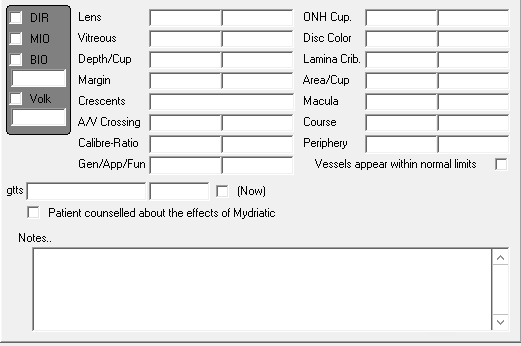 DIR
MIO
BIO
Volk
Lens
Vitreous
Depth/Cup
Margin
Crescents
A/V Crossing
Calibre-Ratio
Gen/App/Fun
ONH Cup.
Disc Color
Lamina Crib.
Area/Cup
Macula
Course
Periphery
Vessels appear within normal limits
gtts
(Now)
Patient counselled about the effects of Mydriatic
Notes..